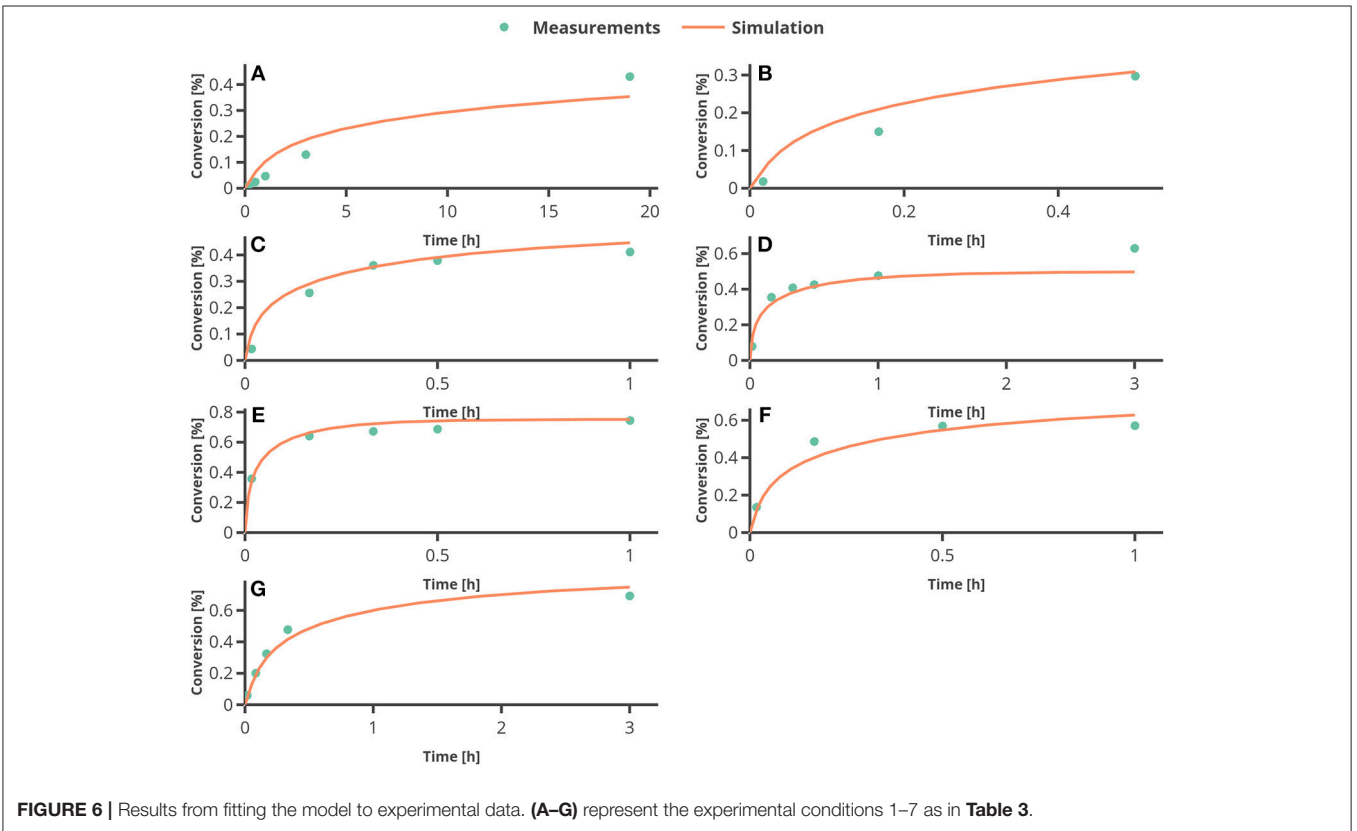 Measurements Simulation
A
Conversion [%]
0.4
0.3
0.2
0.1
0
0 5 10 15 20
Time [h]
B
Conversion [%]
0.3
0.2
0.1
0
0 0.2 0.4
Time [h]
C
Conversion [%]
0.4
0.3
0.2
0.1
0
0 0.5 1
Time [h]
D
Conversion [%]
0.6
0.4
0.2
0
0 1 2 3
Time [h]
E
Conversion [%]
0.8
0.6
0.4
0.2
0
0 0.5 1
Time [h]
F
Conversion [%]
0.6
0.4
0.2
0
0 0.5 1
Time [h]
G
Conversion [%]
0.6
0.4
0.2
0
0 1 2 3
Time [h]
FIGURE 6 | Results from fitting the model to experimental data. (A–G) represent the experimental conditions 1–7 as in Table 3.